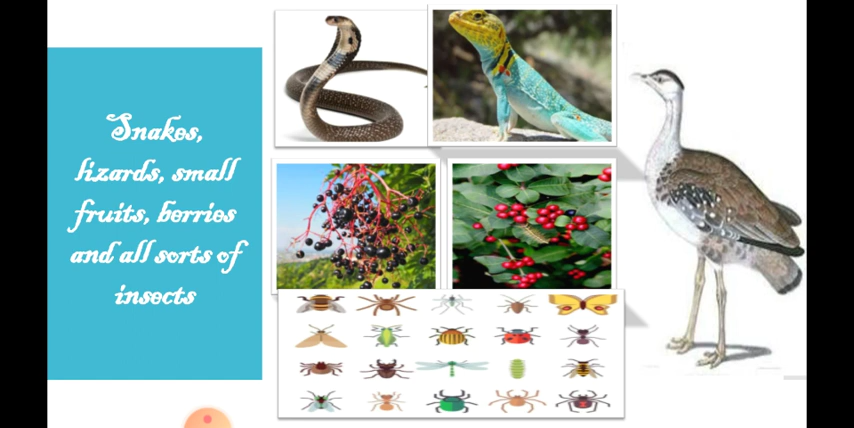 Snakes,
lizards, small
fruits, berries
and all sorts of
insects